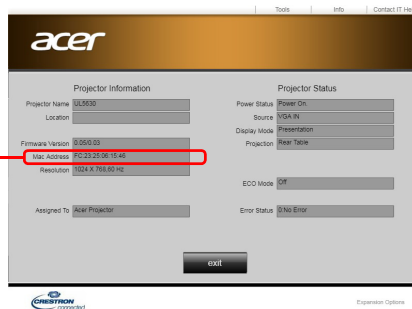 Tools Info Contact IT He
acer
Projector Information
Projector Name UL5630
Location
Firmware Version 0.05/0.03
Mac Address FC:23:25:06:15:46
Resolution 1024 X 768,60 Hz
Assigned To Acer Projector
Projector Status
Power Status Power On
Source VGA IN
Display Mode Presentation
Projection Rear Table
ECO Mode Off
Error Status 0:No Error
exit
CRESTRON
connected
Expansion Options